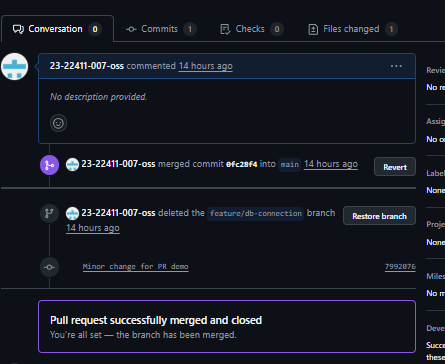 Conversation 0 Commits 1 Checks 0 Files changed 1
23-22411-007-oss commented 14 hours ago ...
No description provided.
23-22411-007-oss merged commit 0fc28f4 into main 14 hours ago Revert
23-22411-007-oss deleted the feature/db-connection branch Restore branch
14 hours ago
Minor change for PR demo 7992076
Pull request successfully merged and closed
You're all set — the branch has been merged.
Revie
No re
Assig
No o
Label
None
Proje
None
Miles
No m
Deve
Succe
these